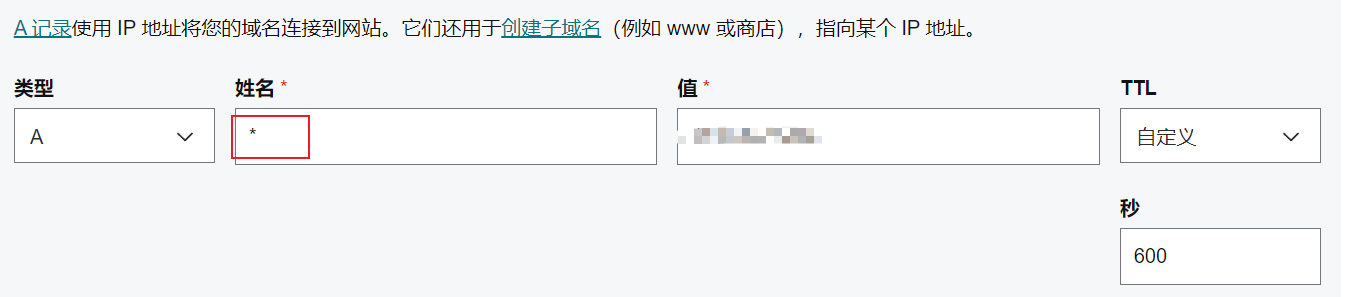 A 记录使用 IP 地址将您的域名连接到网站。它们还用于创建子域名（例如 www 或商店），指向某个 IP 地址。
类型 姓名 * 值 * TTL
A * 自定义
秒
600